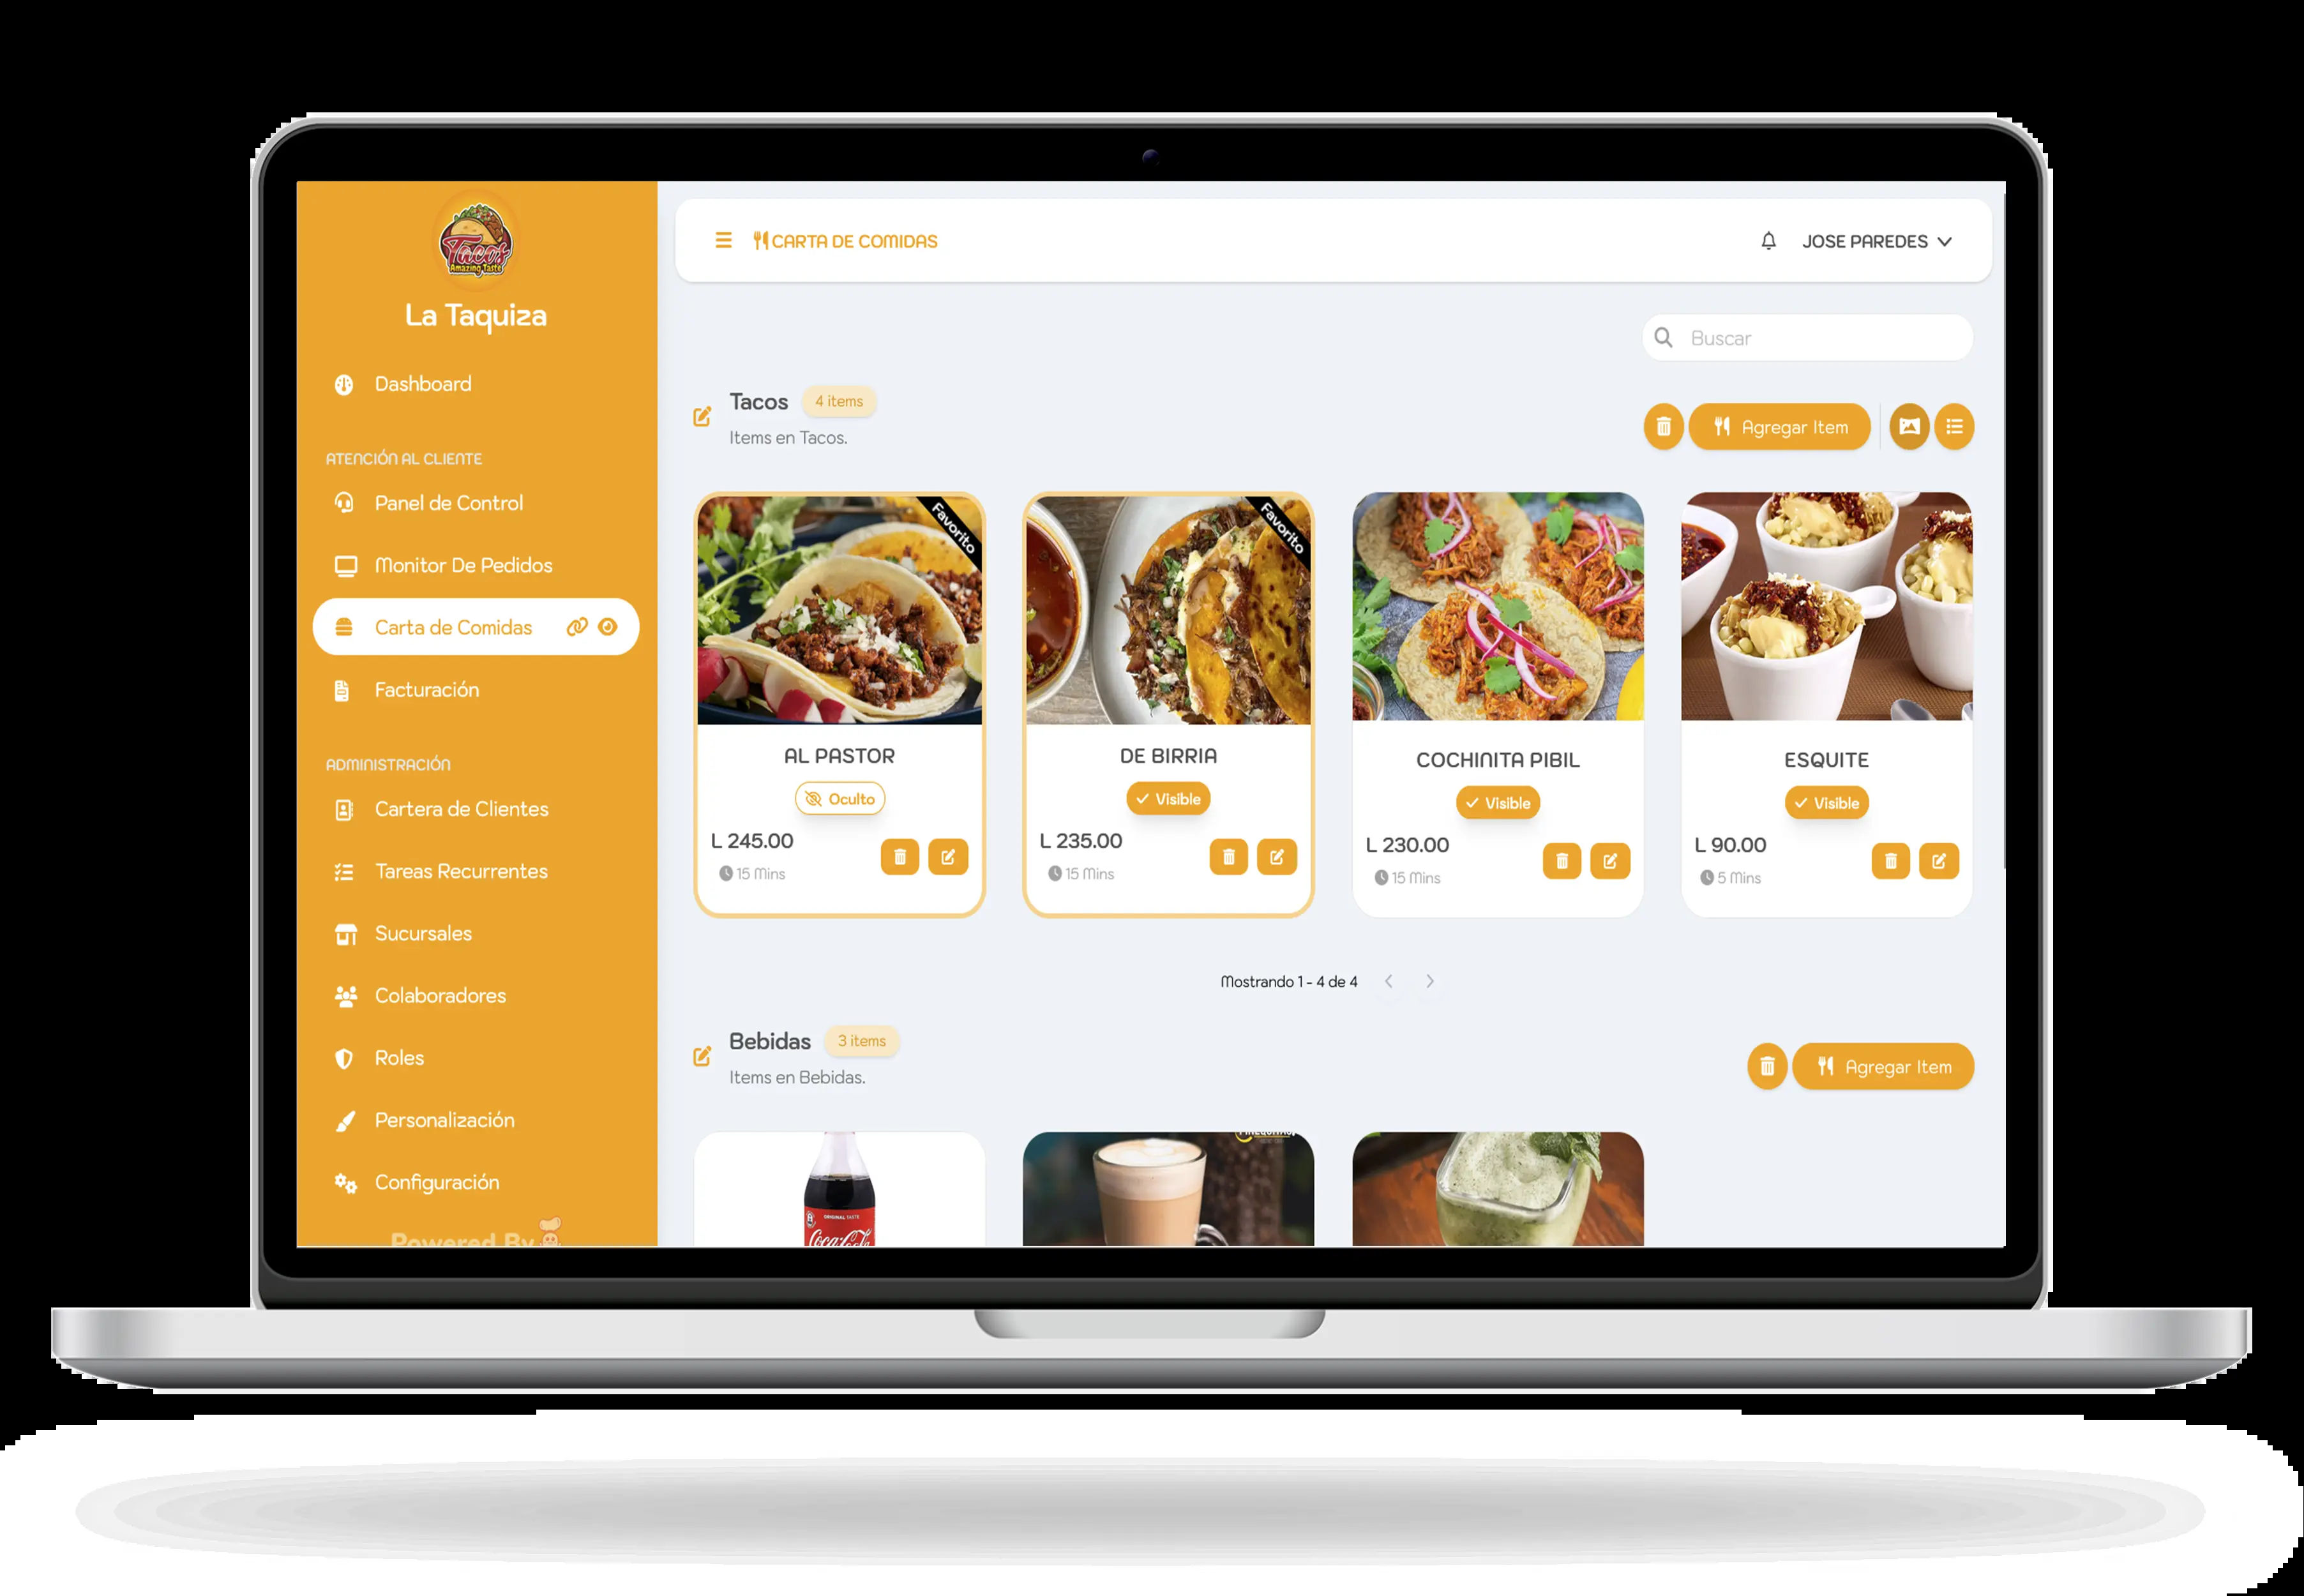 Tacos
Amazing Taste
La Taquiza
Dashboard
ATENCIÓN AL CLIENTE
Panel de Control
Monitor De Pedidos
Carta de Comidas
Facturación
ADMINISTRACIÓN
Cartera de Clientes
Tareas Recurrentes
Sucursales
Colaboradores
Roles
Personalización
Configuración
Powered By
CARTA DE COMIDAS
JOSE PAREDES
Buscar
Tacos 4 items
Items en Tacos.
Agregar Item
Favorito
AL PASTOR
Oculto
L 245.00
15 Mins
Favorito
DE BIRRIA
Visible
L 235.00
15 Mins
COCHINITA PIBIL
Visible
L 230.00
15 Mins
ESQUITE
Visible
L 90.00
5 Mins
Mostrando 1 - 4 de 4
Bebidas 3 items
Items en Bebidas.
Agregar Item
ORIGINAL TASTE
Coca-Cola